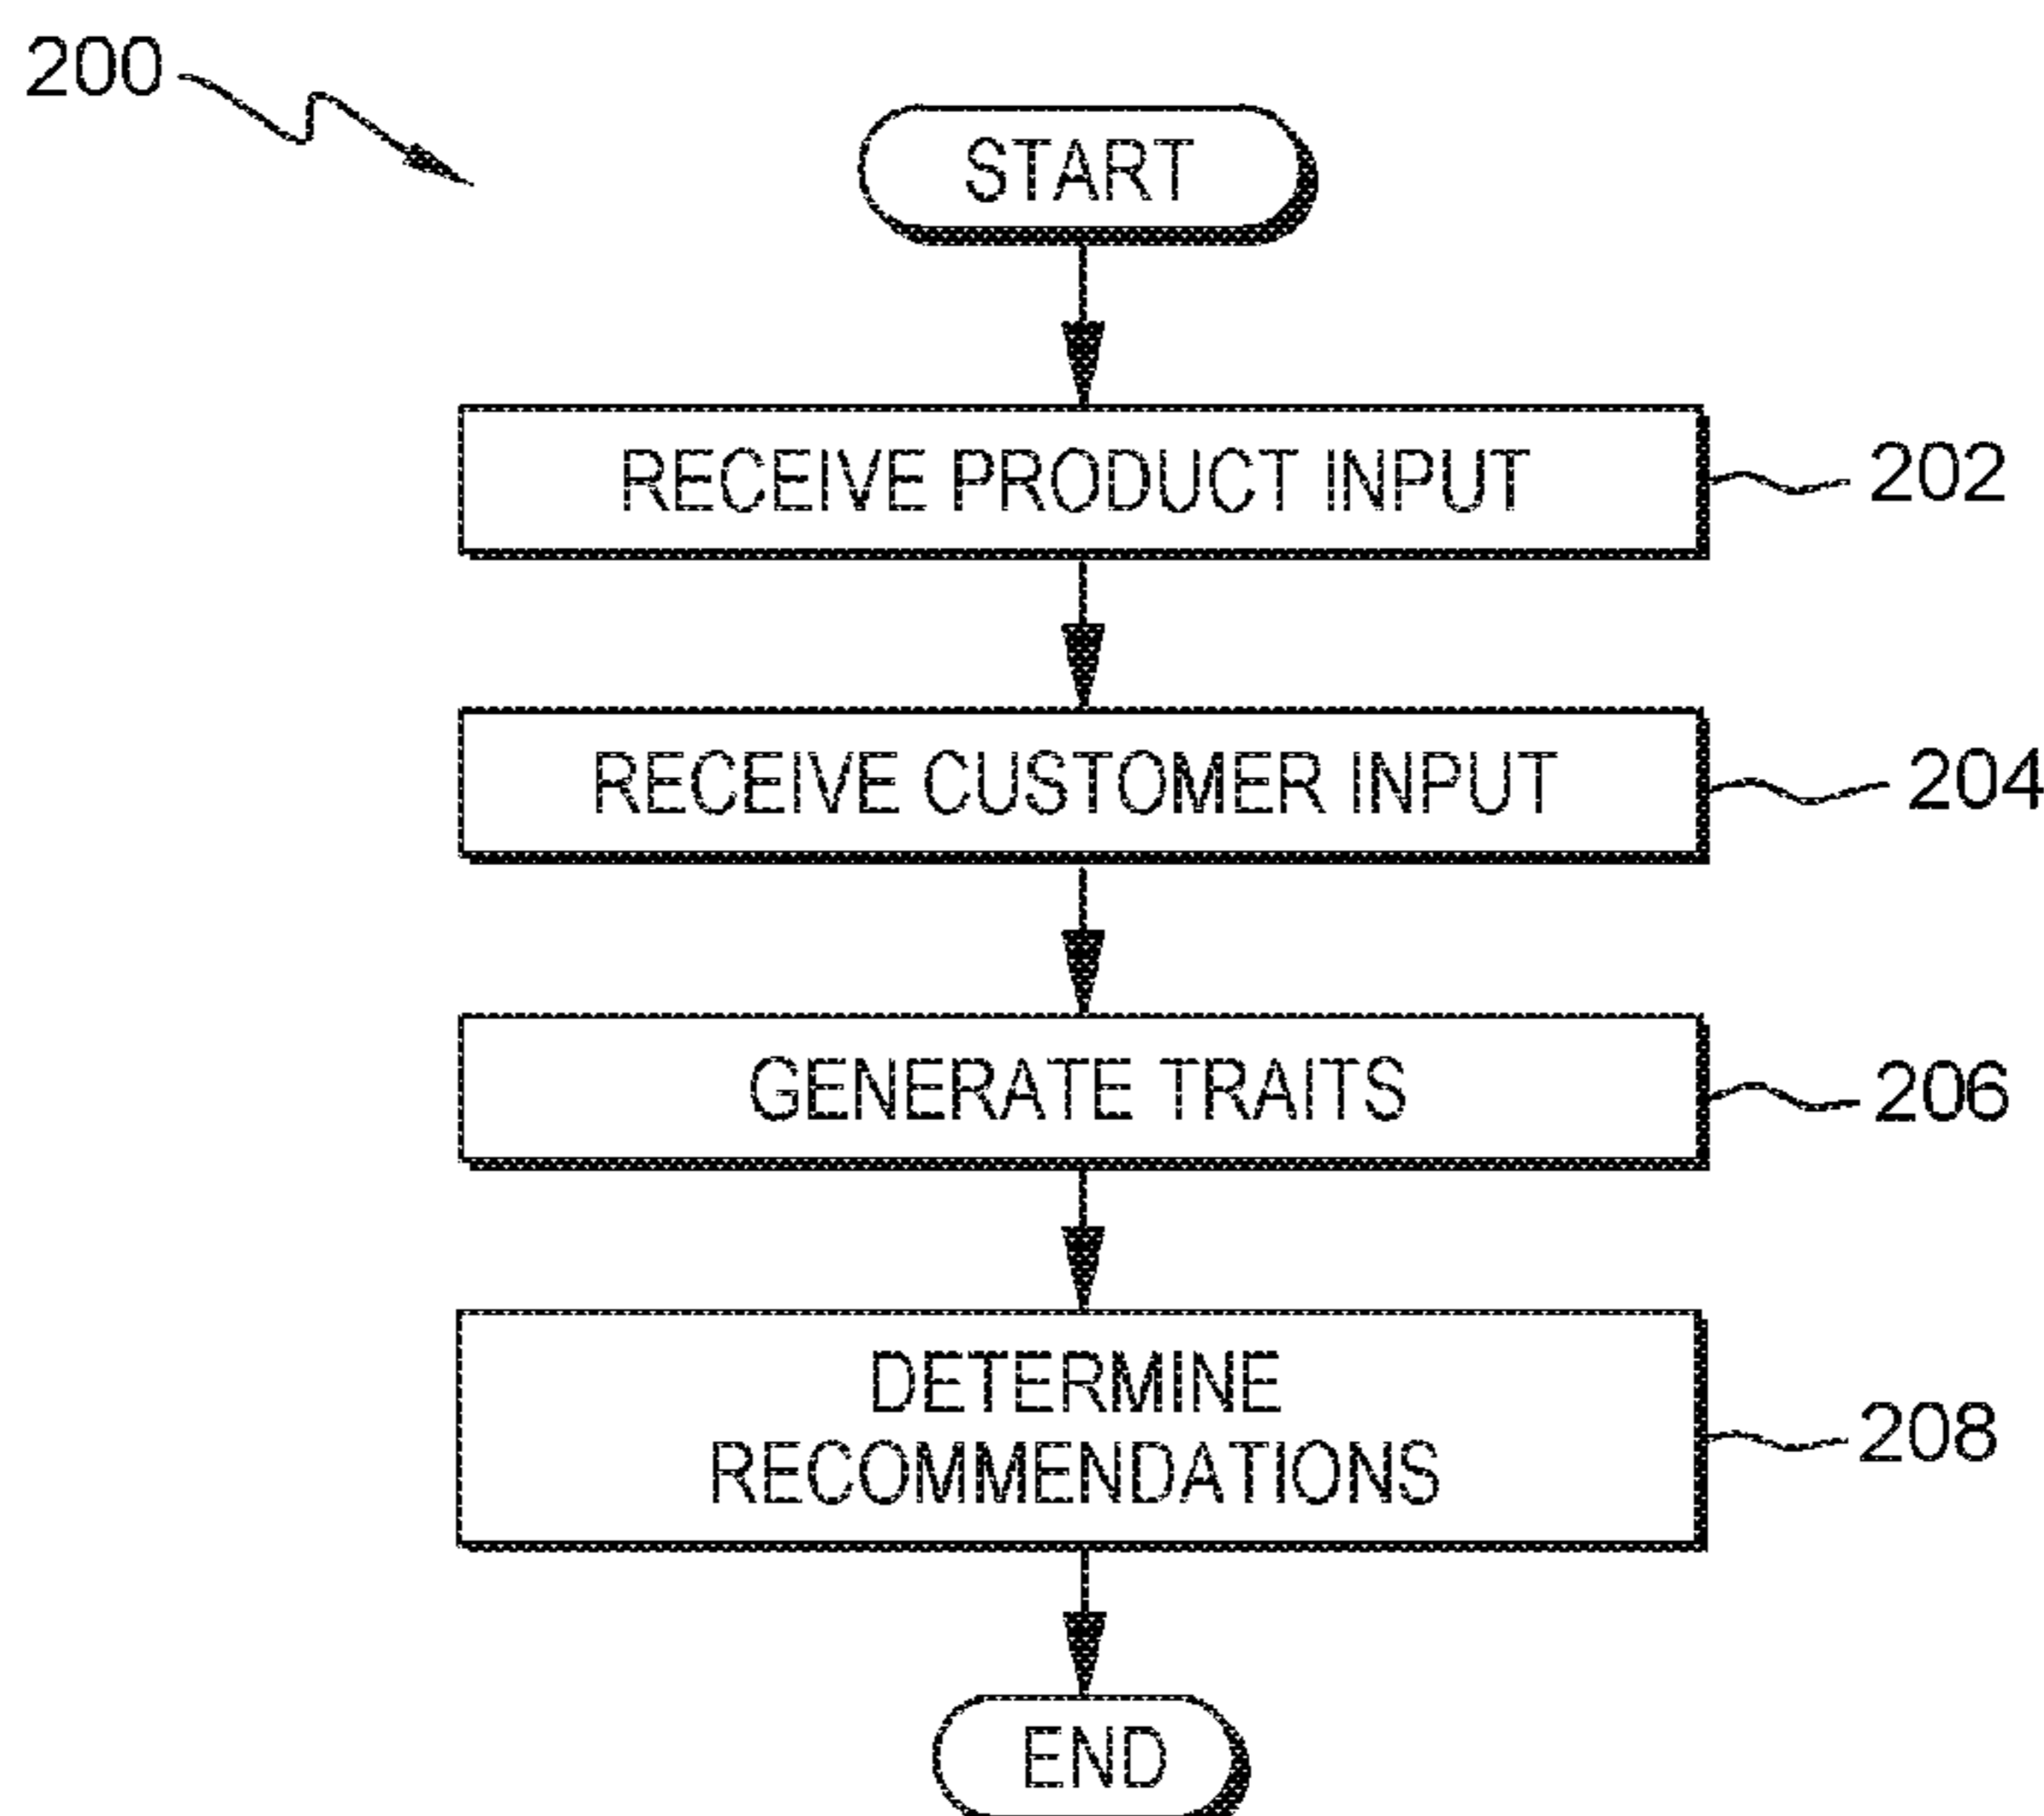 200
START
RECEIVE PRODUCT INPUT
202
RECEIVE CUSTOMER INPUT
204
GENERATE TRAITS
206
DETERMINE
RECOMMENDATIONS
208
END